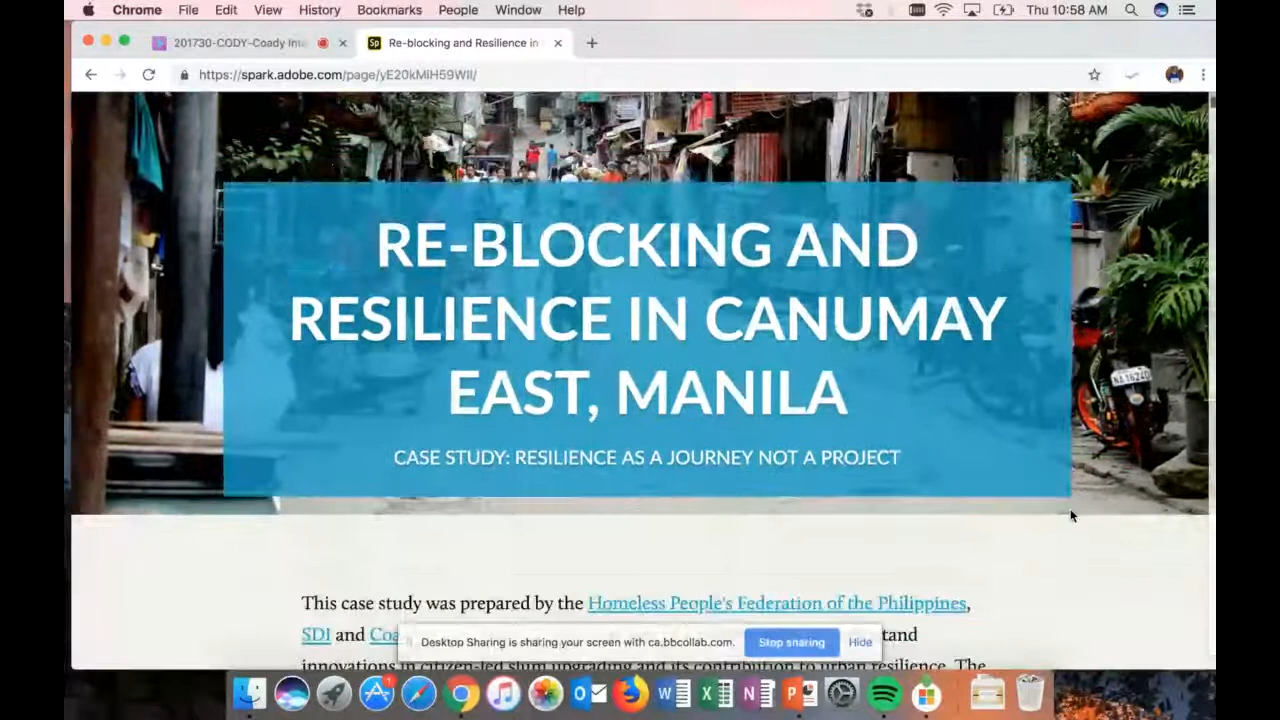 Chrome File Edit View History Bookmarks People Window Help Thu 10:58 AM
201730-CODY-Coady
Re-blocking and Resilience in
https://spark.adobe.com/page/yE20kMIH59WlI/
RE-BLOCKING AND
RESILIENCE IN CANUMAY
EAST, MANILA
CASE STUDY: RESILIENCE AS A JOURNEY NOT A PROJECT
This case study was prepared by the Homeless People's Federation of the Philippines,
SDI and
Desktop Sharing is sharing your screen with ca.bbcollab.com. Stop sharing Hide
innovations in citizen-led slum upgrading and its contribution to urban resilience. The